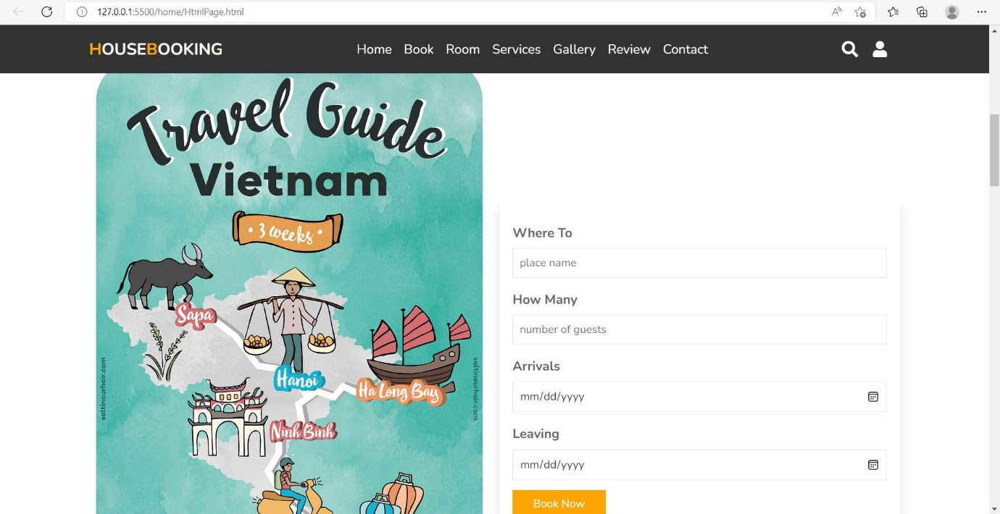 127.0.0.1:5500/home/HtmlPage.html
HOUSEBOOKING
Home Book Room Services Gallery Review Contact
Travel Guide
Vietnam
• 3 weeks •
Sapa
Hanoi
Ha Long Bay
Ninh Binh
saltinourhair.com
saltinourhair.com
Where To
place name
How Many
number of guests
Arrivals
mm/dd/yyyy
Leaving
mm/dd/yyyy
Book Now